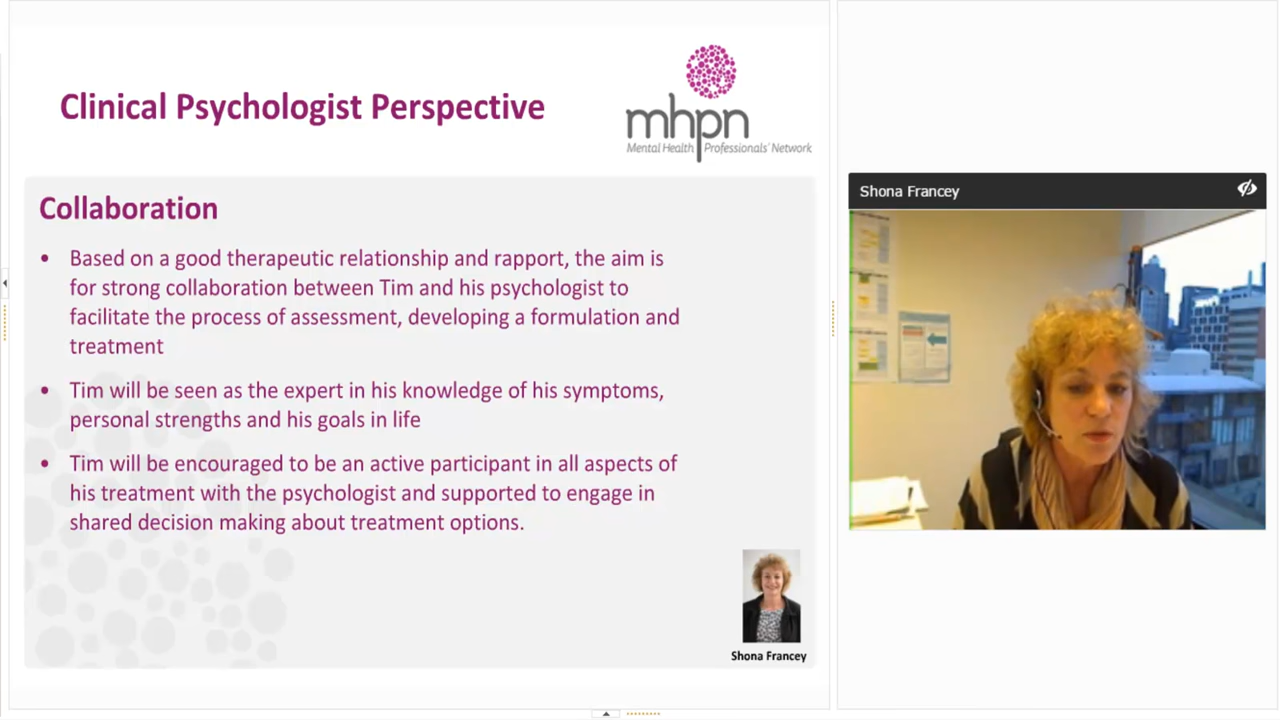 Clinical Psychologist Perspective
mhpn
Mental Health Professionals' Network
Collaboration
• Based on a good therapeutic relationship and rapport, the aim is
for strong collaboration between Tim and his psychologist to
facilitate the process of assessment, developing a formulation and
treatment
• Tim will be seen as the expert in his knowledge of his symptoms,
personal strengths and his goals in life
• Tim will be encouraged to be an active participant in all aspects of
his treatment with the psychologist and supported to engage in
shared decision making about treatment options.
Shona Francey
Shona Francey